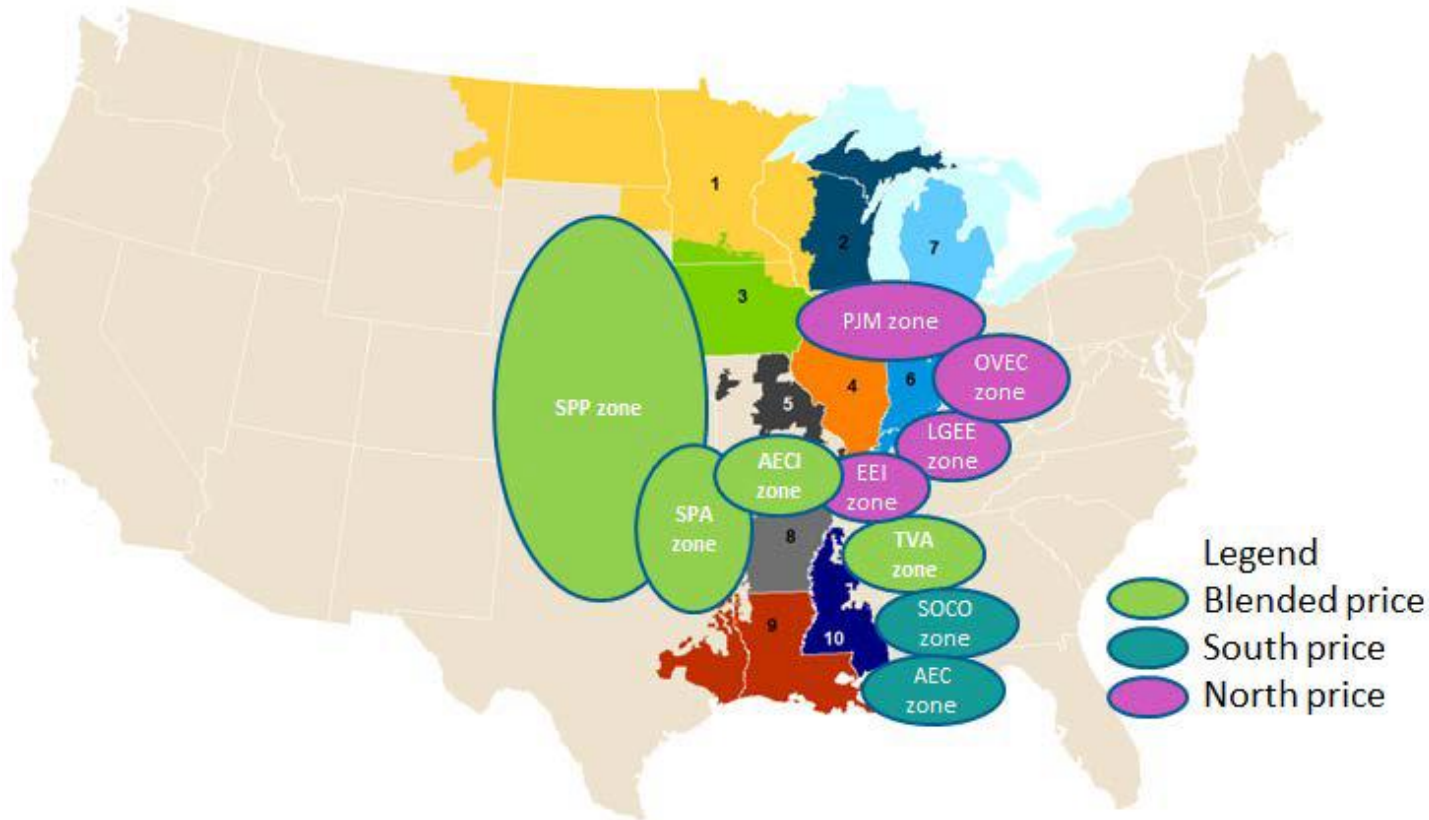 1
2
7
3
PJM zone
OVEC
zone
4
6
SPP zone
5
LGEE
zone
AECI
zone
EEI
zone
SPA
zone
8
TVA
zone
SOCO
zone
9
10
AEC
zone
Legend
Blended price
South price
North price